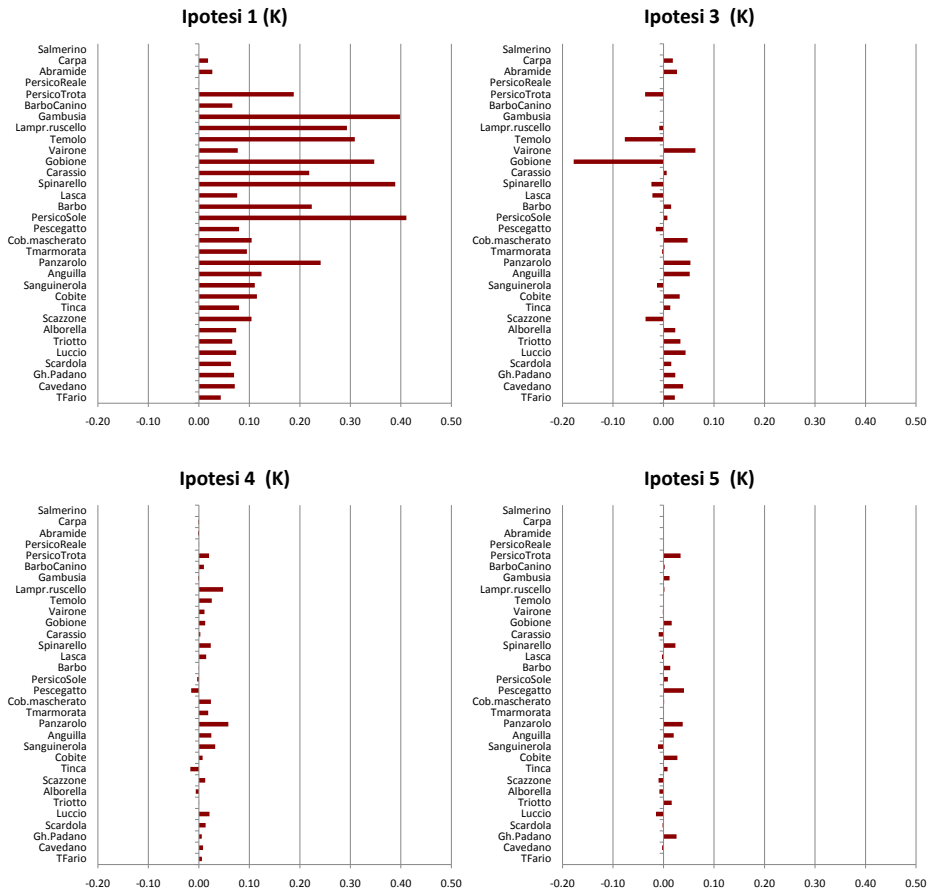 Ipotesi 1 (K)
Salmerino
Carpa
Abramide
PersicoReale
PersicoTrota
BarboCanino
Gambusia
Lampr.ruscello
Temolo
Vairone
Gobione
Carassio
Spinarello
Lasca
Barbo
PersicoSole
Pescegatto
Cob.mascherato
Tmarmorata
Panzarolo
Anguilla
Sanguinerola
Cobite
Tinca
Scazzone
Alborella
Triotto
Luccio
Scardola
Gh.Padano
Cavedano
TFario
-0.20 -0.10 0.00 0.10 0.20 0.30 0.40 0.50
Ipotesi 3 (K)
Salmerino
Carpa
Abramide
PersicoReale
PersicoTrota
BarboCanino
Gambusia
Lampr.ruscello
Temolo
Vairone
Gobione
Carassio
Spinarello
Lasca
Barbo
PersicoSole
Pescegatto
Cob.mascherato
Tmarmorata
Panzarolo
Anguilla
Sanguinerola
Cobite
Tinca
Scazzone
Alborella
Triotto
Luccio
Scardola
Gh.Padano
Cavedano
TFario
-0.20 -0.10 0.00 0.10 0.20 0.30 0.40 0.50
Ipotesi 4 (K)
Salmerino
Carpa
Abramide
PersicoReale
PersicoTrota
BarboCanino
Gambusia
Lampr.ruscello
Temolo
Vairone
Gobione
Carassio
Spinarello
Lasca
Barbo
PersicoSole
Pescegatto
Cob.mascherato
Tmarmorata
Panzarolo
Anguilla
Sanguinerola
Cobite
Tinca
Scazzone
Alborella
Triotto
Luccio
Scardola
Gh.Padano
Cavedano
TFario
-0.20 -0.10 0.00 0.10 0.20 0.30 0.40 0.50
Ipotesi 5 (K)
Salmerino
Carpa
Abramide
PersicoReale
PersicoTrota
BarboCanino
Gambusia
Lampr.ruscello
Temolo
Vairone
Gobione
Carassio
Spinarello
Lasca
Barbo
PersicoSole
Pescegatto
Cob.mascherato
Tmarmorata
Panzarolo
Anguilla
Sanguinerola
Cobite
Tinca
Scazzone
Alborella
Triotto
Luccio
Scardola
Gh.Padano
Cavedano
TFario
-0.20 -0.10 0.00 0.10 0.20 0.30 0.40 0.50